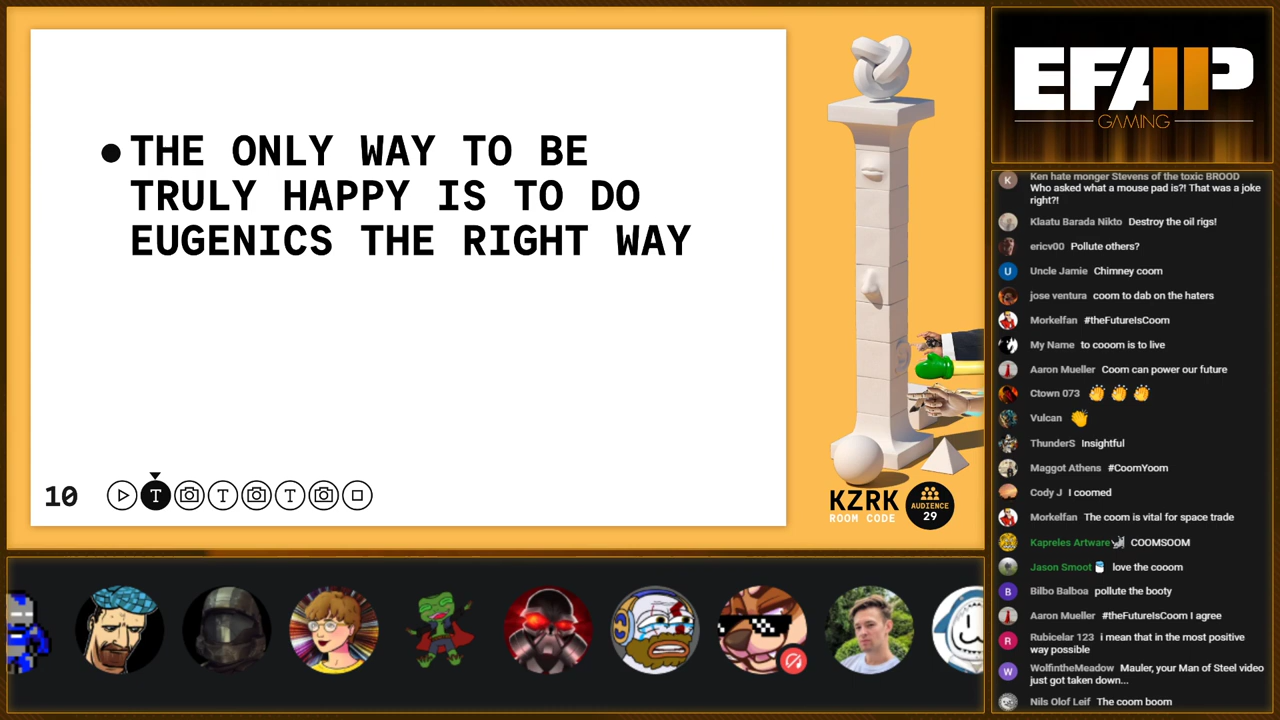 ● THE ONLY WAY TO BE
TRULY HAPPY IS TO DO
EUGENICS THE RIGHT WAY
10
T
T
T
KZRK
ROOM CODE
AUDIENCE
29
EFAP
GAMING
Ken hate monger Stevens of the toxic BROOD
Who asked what a mouse pad is?! That was a joke
right?!
Klaatu Barada Nikto Destroy the oil rigs!
ericv00 Pollute others?
U
Uncle Jamie Chimney coom
jose ventura coom to dab on the haters
Morkelfan #theFutureIsCoom
My Name to cooom is to live
Aaron Mueller Coom can power our future
Ctown 073 👏 👏 👏
Vulcan 👏
ThunderS Insightful
Maggot Athens #CoomYoom
Cody J I coomed
Morkelfan The coom is vital for space trade
Kapreles Artware COOMSOOM
Jason Smoot love the cooom
B
Bilbo Balboa pollute the booty
Aaron Mueller #theFutureIsCoom I agree
R
Rubicelar 123 i mean that in the most positive
way possible
W
WolfintheMeadow Mauler, your Man of Steel video
just got taken down...
Nils Olof Leif The coom boom